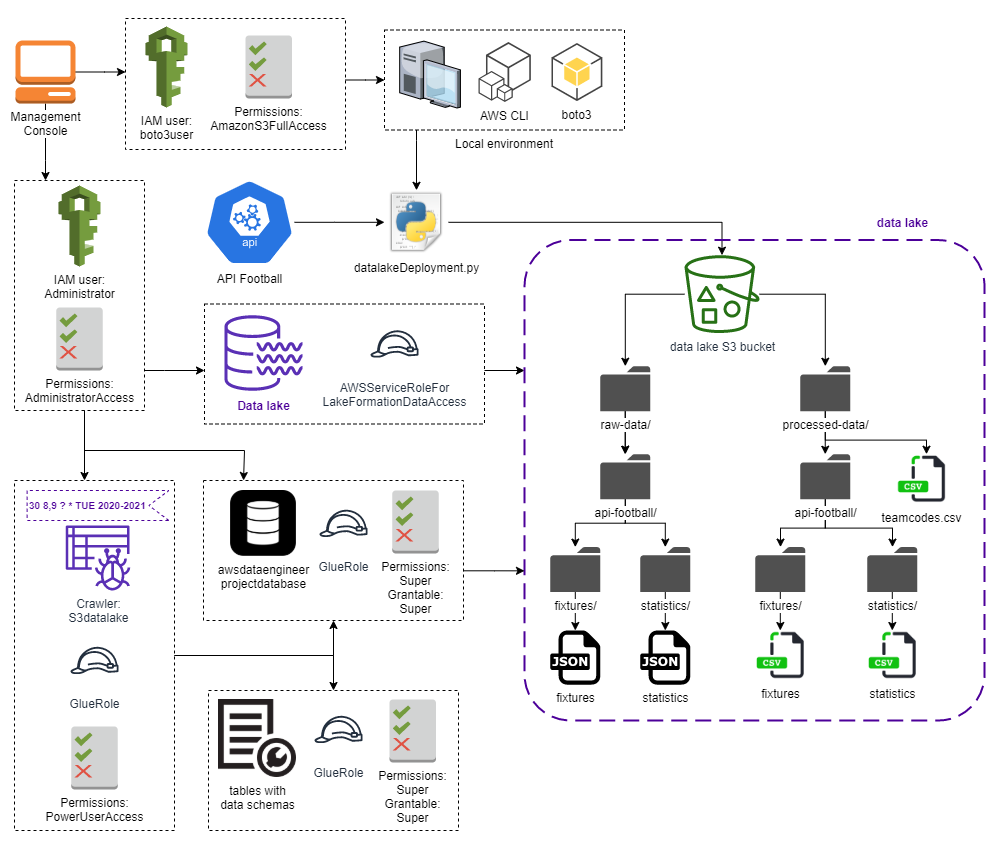 Management
Console
IAM user:
boto3user
Permissions:
AmazonS3FullAccess
AWS CLI
boto3
Local environment
IAM user:
Administrator
Permissions:
AdministratorAccess
api
API Football
datalakeDeployment.py
data lake
data lake S3 bucket
Data lake
AWSServiceRoleFor
LakeFormationDataAccess
raw-data/
processed-data/
api-football/
api-football/
CSV
teamcodes.csv
fixtures/
statistics/
fixtures/
statistics/
JSON
JSON
CSV
CSV
fixtures
statistics
fixtures
statistics
30 8,9 ? * TUE 2020-2021
Crawler:
S3datalake
GlueRole
Permissions:
PowerUserAccess
awsdataengineer
projectdatabase
GlueRole
Permissions:
Super
Grantable:
Super
tables with
data schemas
GlueRole
Permissions:
Super
Grantable:
Super